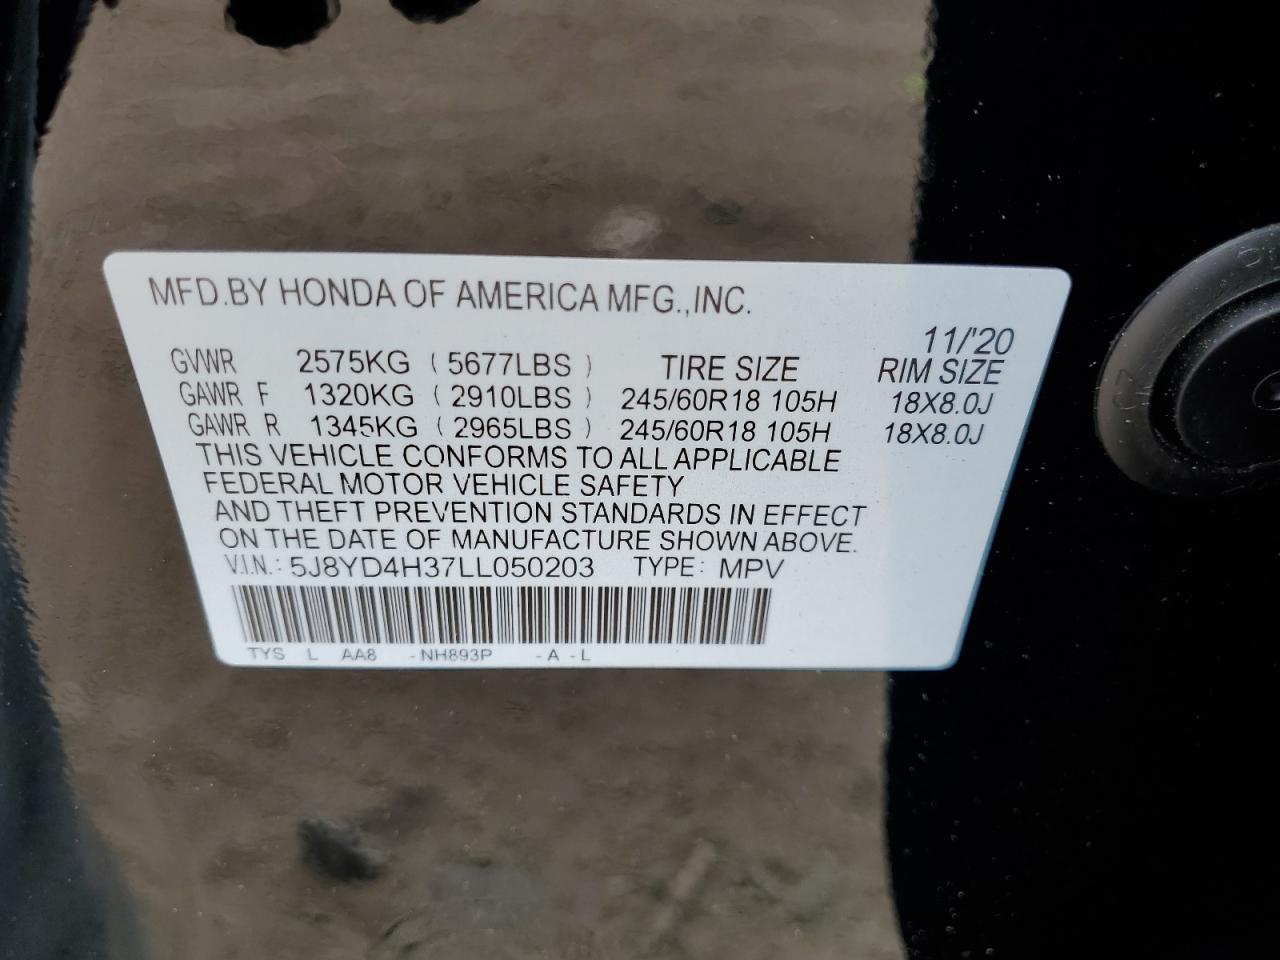 MFD.BY HONDA OF AMERICA MFG.,INC.
11/'20
GVWR 2575KG ( 5677LBS ) TIRE SIZE RIM SIZE
GAWR F 1320KG ( 2910LBS ) 245/60R18 105H 18X8.0J
GAWR R 1345KG ( 2965LBS ) 245/60R18 105H 18X8.0J
THIS VEHICLE CONFORMS TO ALL APPLICABLE
FEDERAL MOTOR VEHICLE SAFETY
AND THEFT PREVENTION STANDARDS IN EFFECT
ON THE DATE OF MANUFACTURE SHOWN ABOVE.
V.I.N.: 5J8YD4H37LL050203 TYPE: MPV
TYS L AA8 -NH893P -A -L